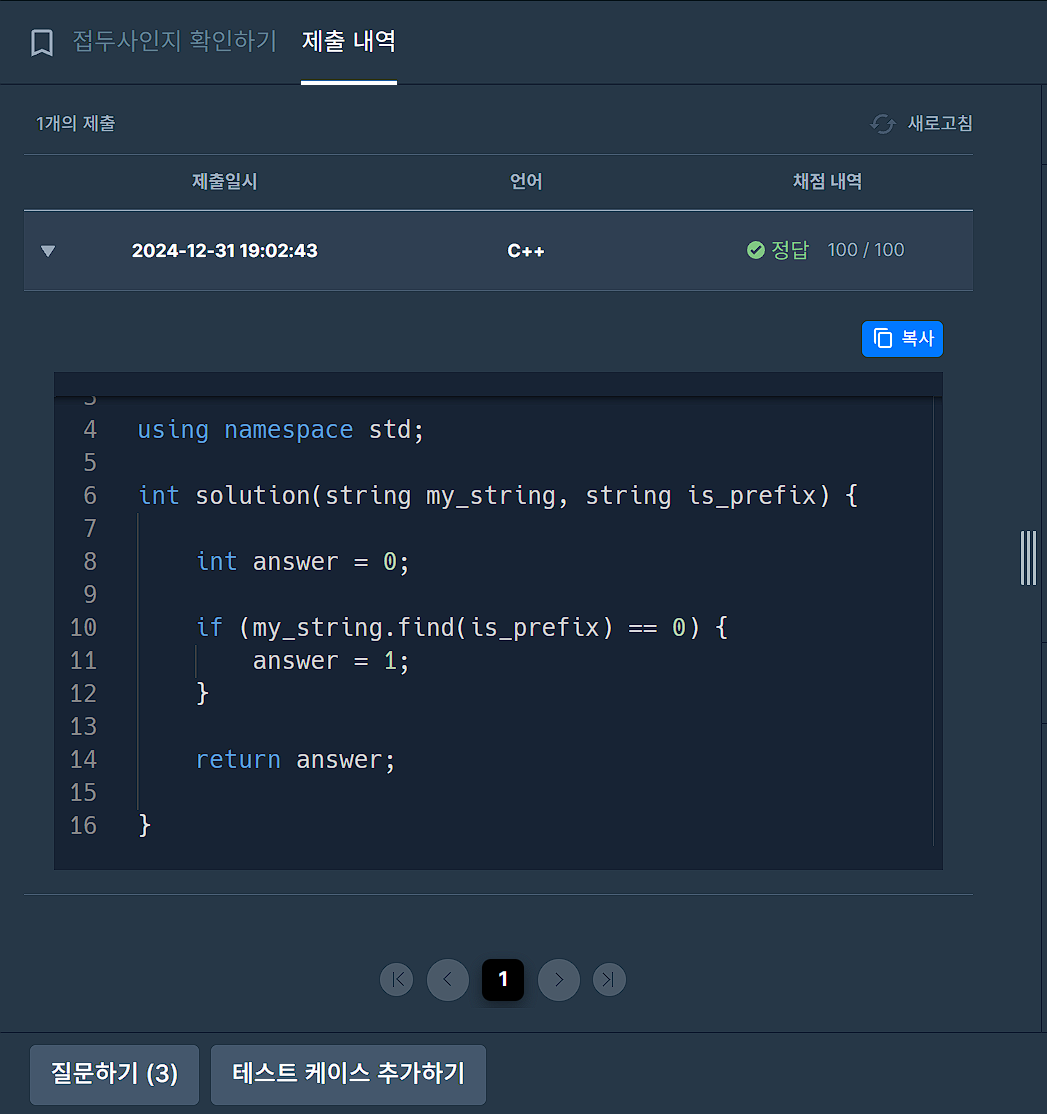 접두사인지 확인하기 제출 내역
1개의 제출 새로고침
제출일시 언어 채점 내역
2024-12-31 19:02:43 C++ 정답 100 / 100
복사
3
4 using namespace std;
5
6 int solution(string my_string, string is_prefix) {
7
8 int answer = 0;
9
10 if (my_string.find(is_prefix) == 0) {
11 answer = 1;
12 }
13
14 return answer;
15
16 }
1
질문하기 (3) 테스트 케이스 추가하기